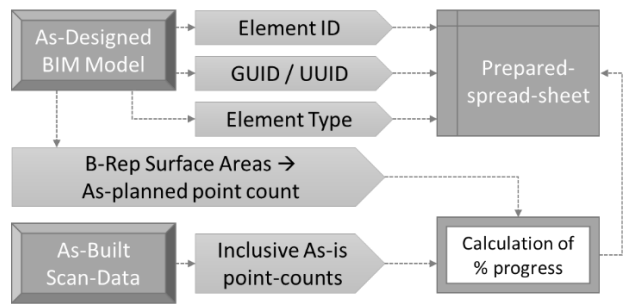 As-Designed
BIM Model
Element ID
GUID / UUID
Element Type
Prepared-
spread-sheet
B-Rep Surface Areas →
As-planned point count
As-Built
Scan-Data
Inclusive As-is
point-counts
Calculation of
% progress